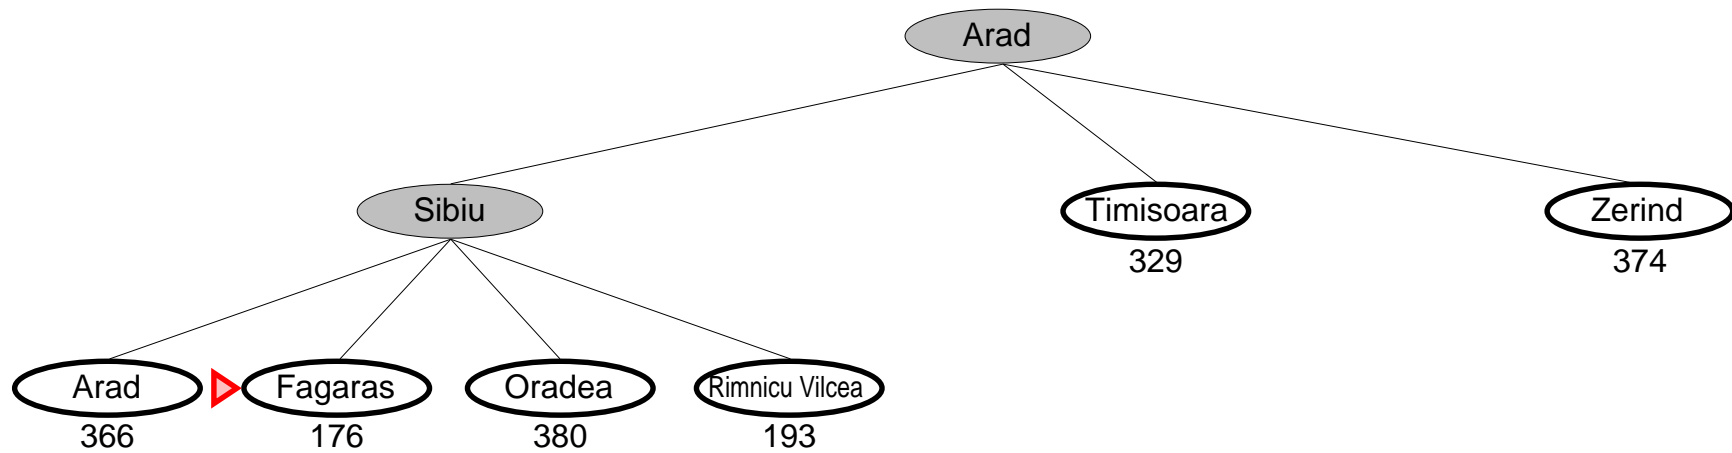 Arad
Sibiu
Timisoara
Zerind
329
374
Arad
Fagaras
Oradea
Rimnicu Vilcea
366
176
380
193